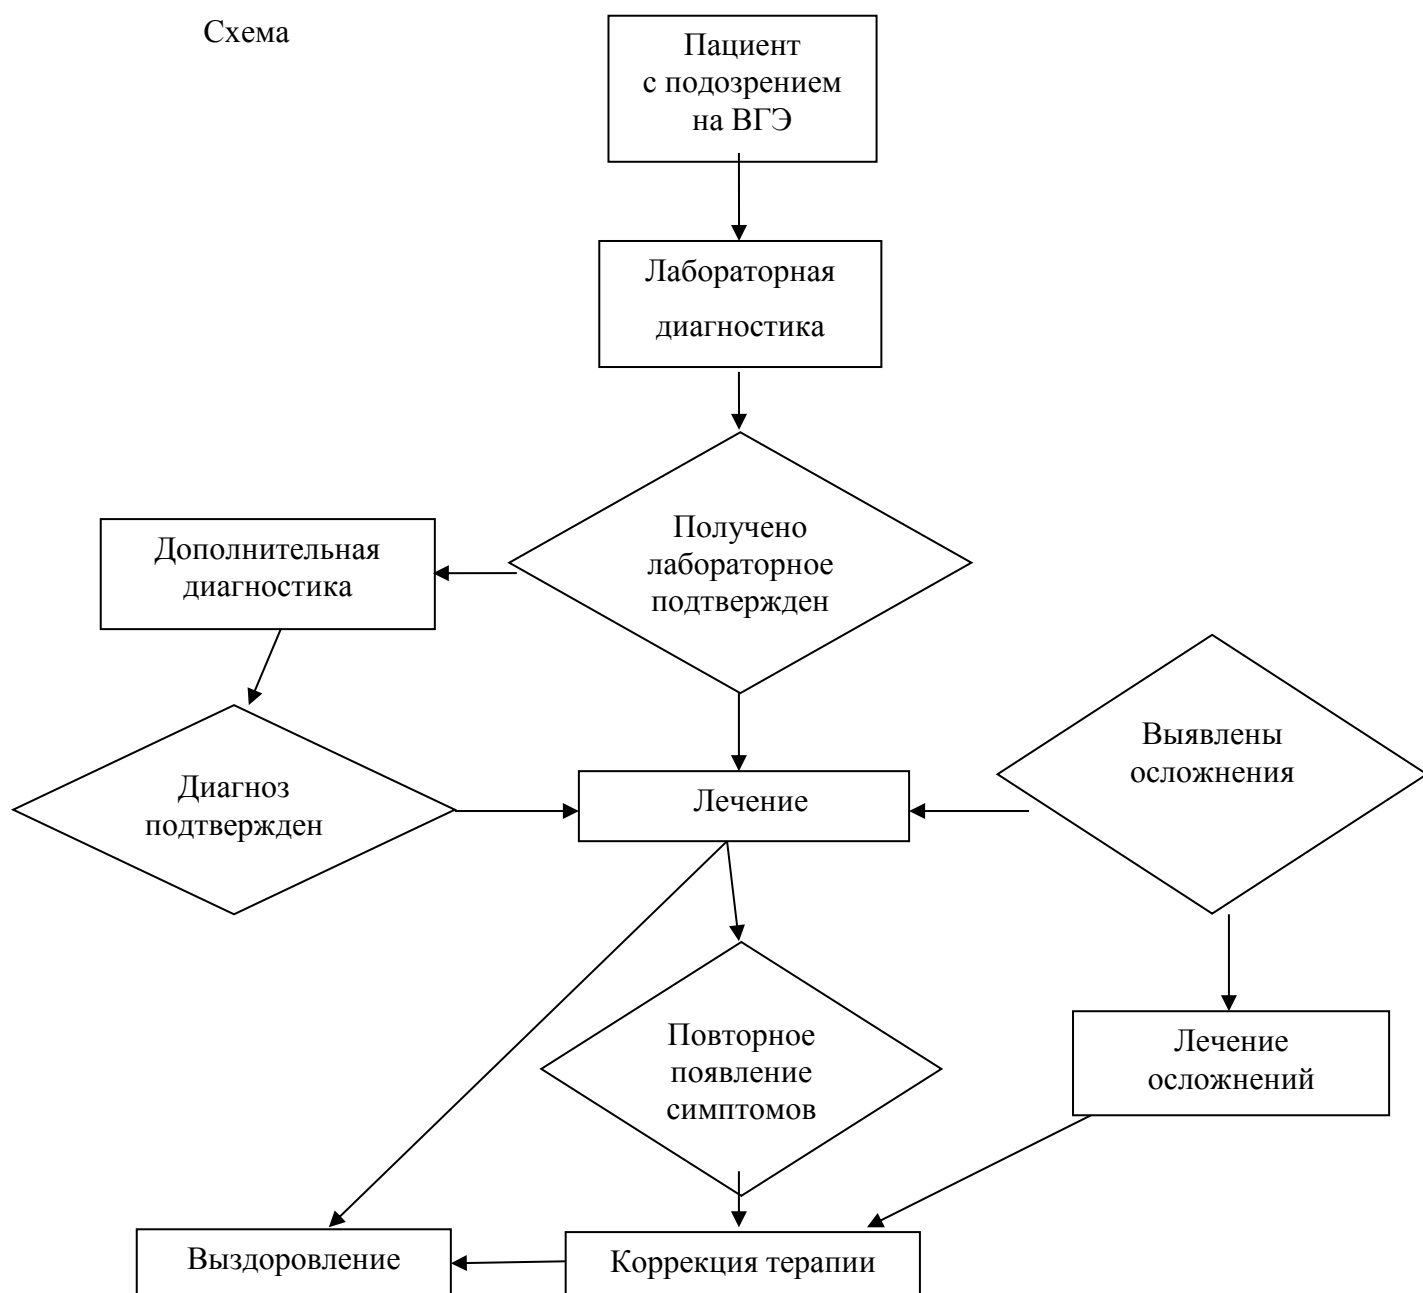 Схема
Пациент
с подозрением
на ВГЭ
Лабораторная
диагностика
Получено
лабораторное
подтвержден
Дополнительная
диагностика
Диагноз
подтвержден
Лечение
Выявлены
осложнения
Повторное
появление
симптомов
Лечение
осложнений
Выздоровление
Коррекция терапии